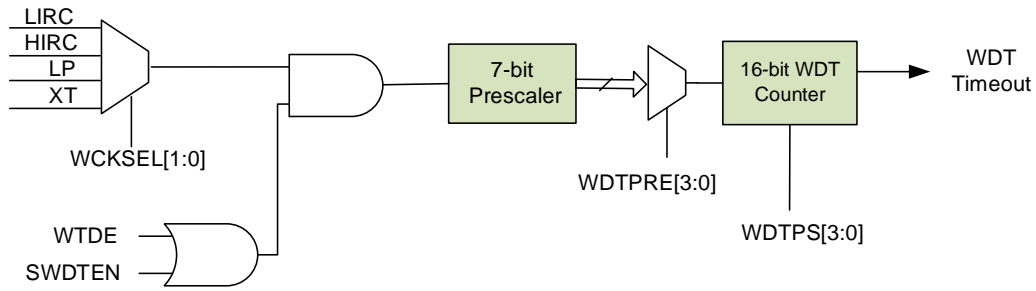 LIRC
HIRC
LP
XT
WCKSEL[1:0]
WTDE
SWDTEN
7-bit
Prescaler
WDTPRE[3:0]
16-bit WDT
Counter
WDTPS[3:0]
WDT
Timeout